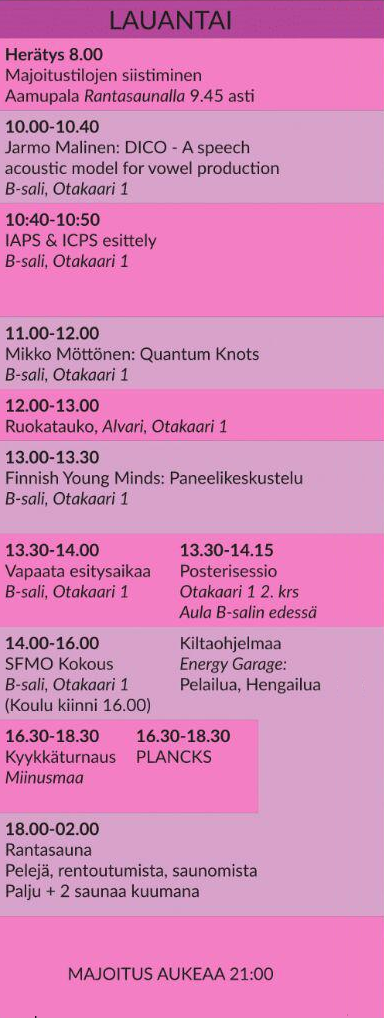 LAUANTAI
Herätys 8.00
Majoitustilojen siistiminen
Aamupala Rantasaunalla 9.45 asti
10.00-10.40
Jarmo Malinen: DICO - A speech
acoustic model for vowel production
B-sali, Otakaari 1
10:40-10:50
IAPS & ICPS esittely
B-sali, Otakaari 1
11.00-12.00
Mikko Möttönen: Quantum Knots
B-sali, Otakaari 1
12.00-13.00
Ruokatauko, Alvari, Otakaari 1
13.00-13.30
Finnish Young Minds: Paneelikeskustelu
B-sali, Otakaari 1
13.30-14.00
Vapaata esitysaikaa
B-sali, Otakaari 1
13.30-14.15
Posterisessio
Otakaari 1 2. krs
Aula B-salin edessä
14.00-16.00
SFMO Kokous
B-sali, Otakaari 1
(Koulu kiinni 16.00)
Kiltaohjelmaa
Energy Garage:
Pelailua, Hengailua
16.30-18.30
Kyykkäturnaus
Miinusmaa
16.30-18.30
PLANCKS
18.00-02.00
Rantasauna
Pelejä, rentoutumista, saunomista
Palju + 2 saunaa kuumana
MAJOITUS AUKEAA 21:00